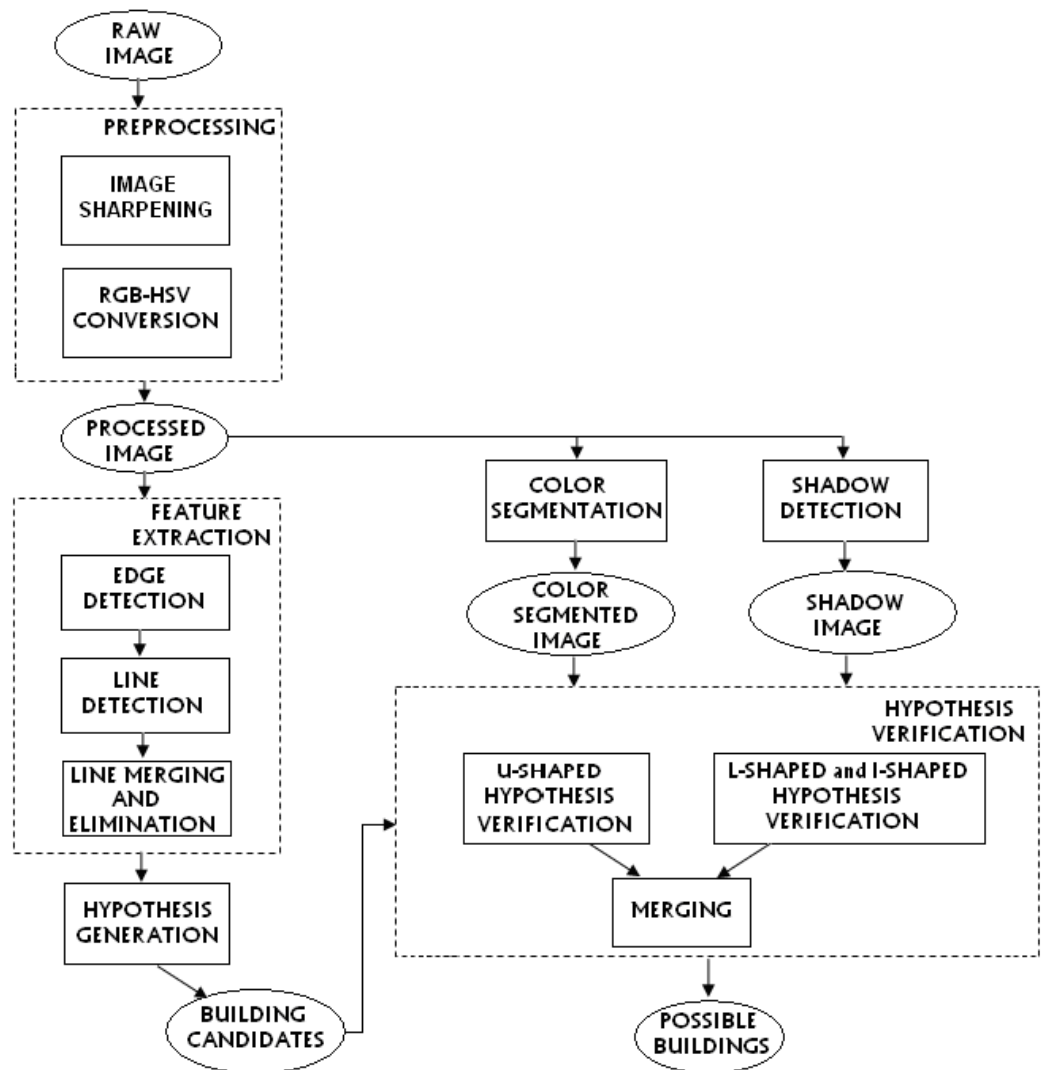 RAW
IMAGE
PREPROCESSING
IMAGE
SHARPENING
RGB-HSV
CONVERSION
PROCESSED
IMAGE
FEATURE
EXTRACTION
EDGE
DETECTION
LINE
DETECTION
LINE MERGING
AND
ELIMINATION
HYPOTHESIS
GENERATION
BUILDING
CANDIDATES
COLOR
SEGMENTATION
COLOR
SEGMENTED
IMAGE
SHADOW
DETECTION
SHADOW
IMAGE
HYPOTHESIS
VERIFICATION
U-SHAPED
HYPOTHESIS
VERIFICATION
L-SHAPED and I-SHAPED
HYPOTHESIS
VERIFICATION
MERGING
POSSIBLE
BUILDINGS